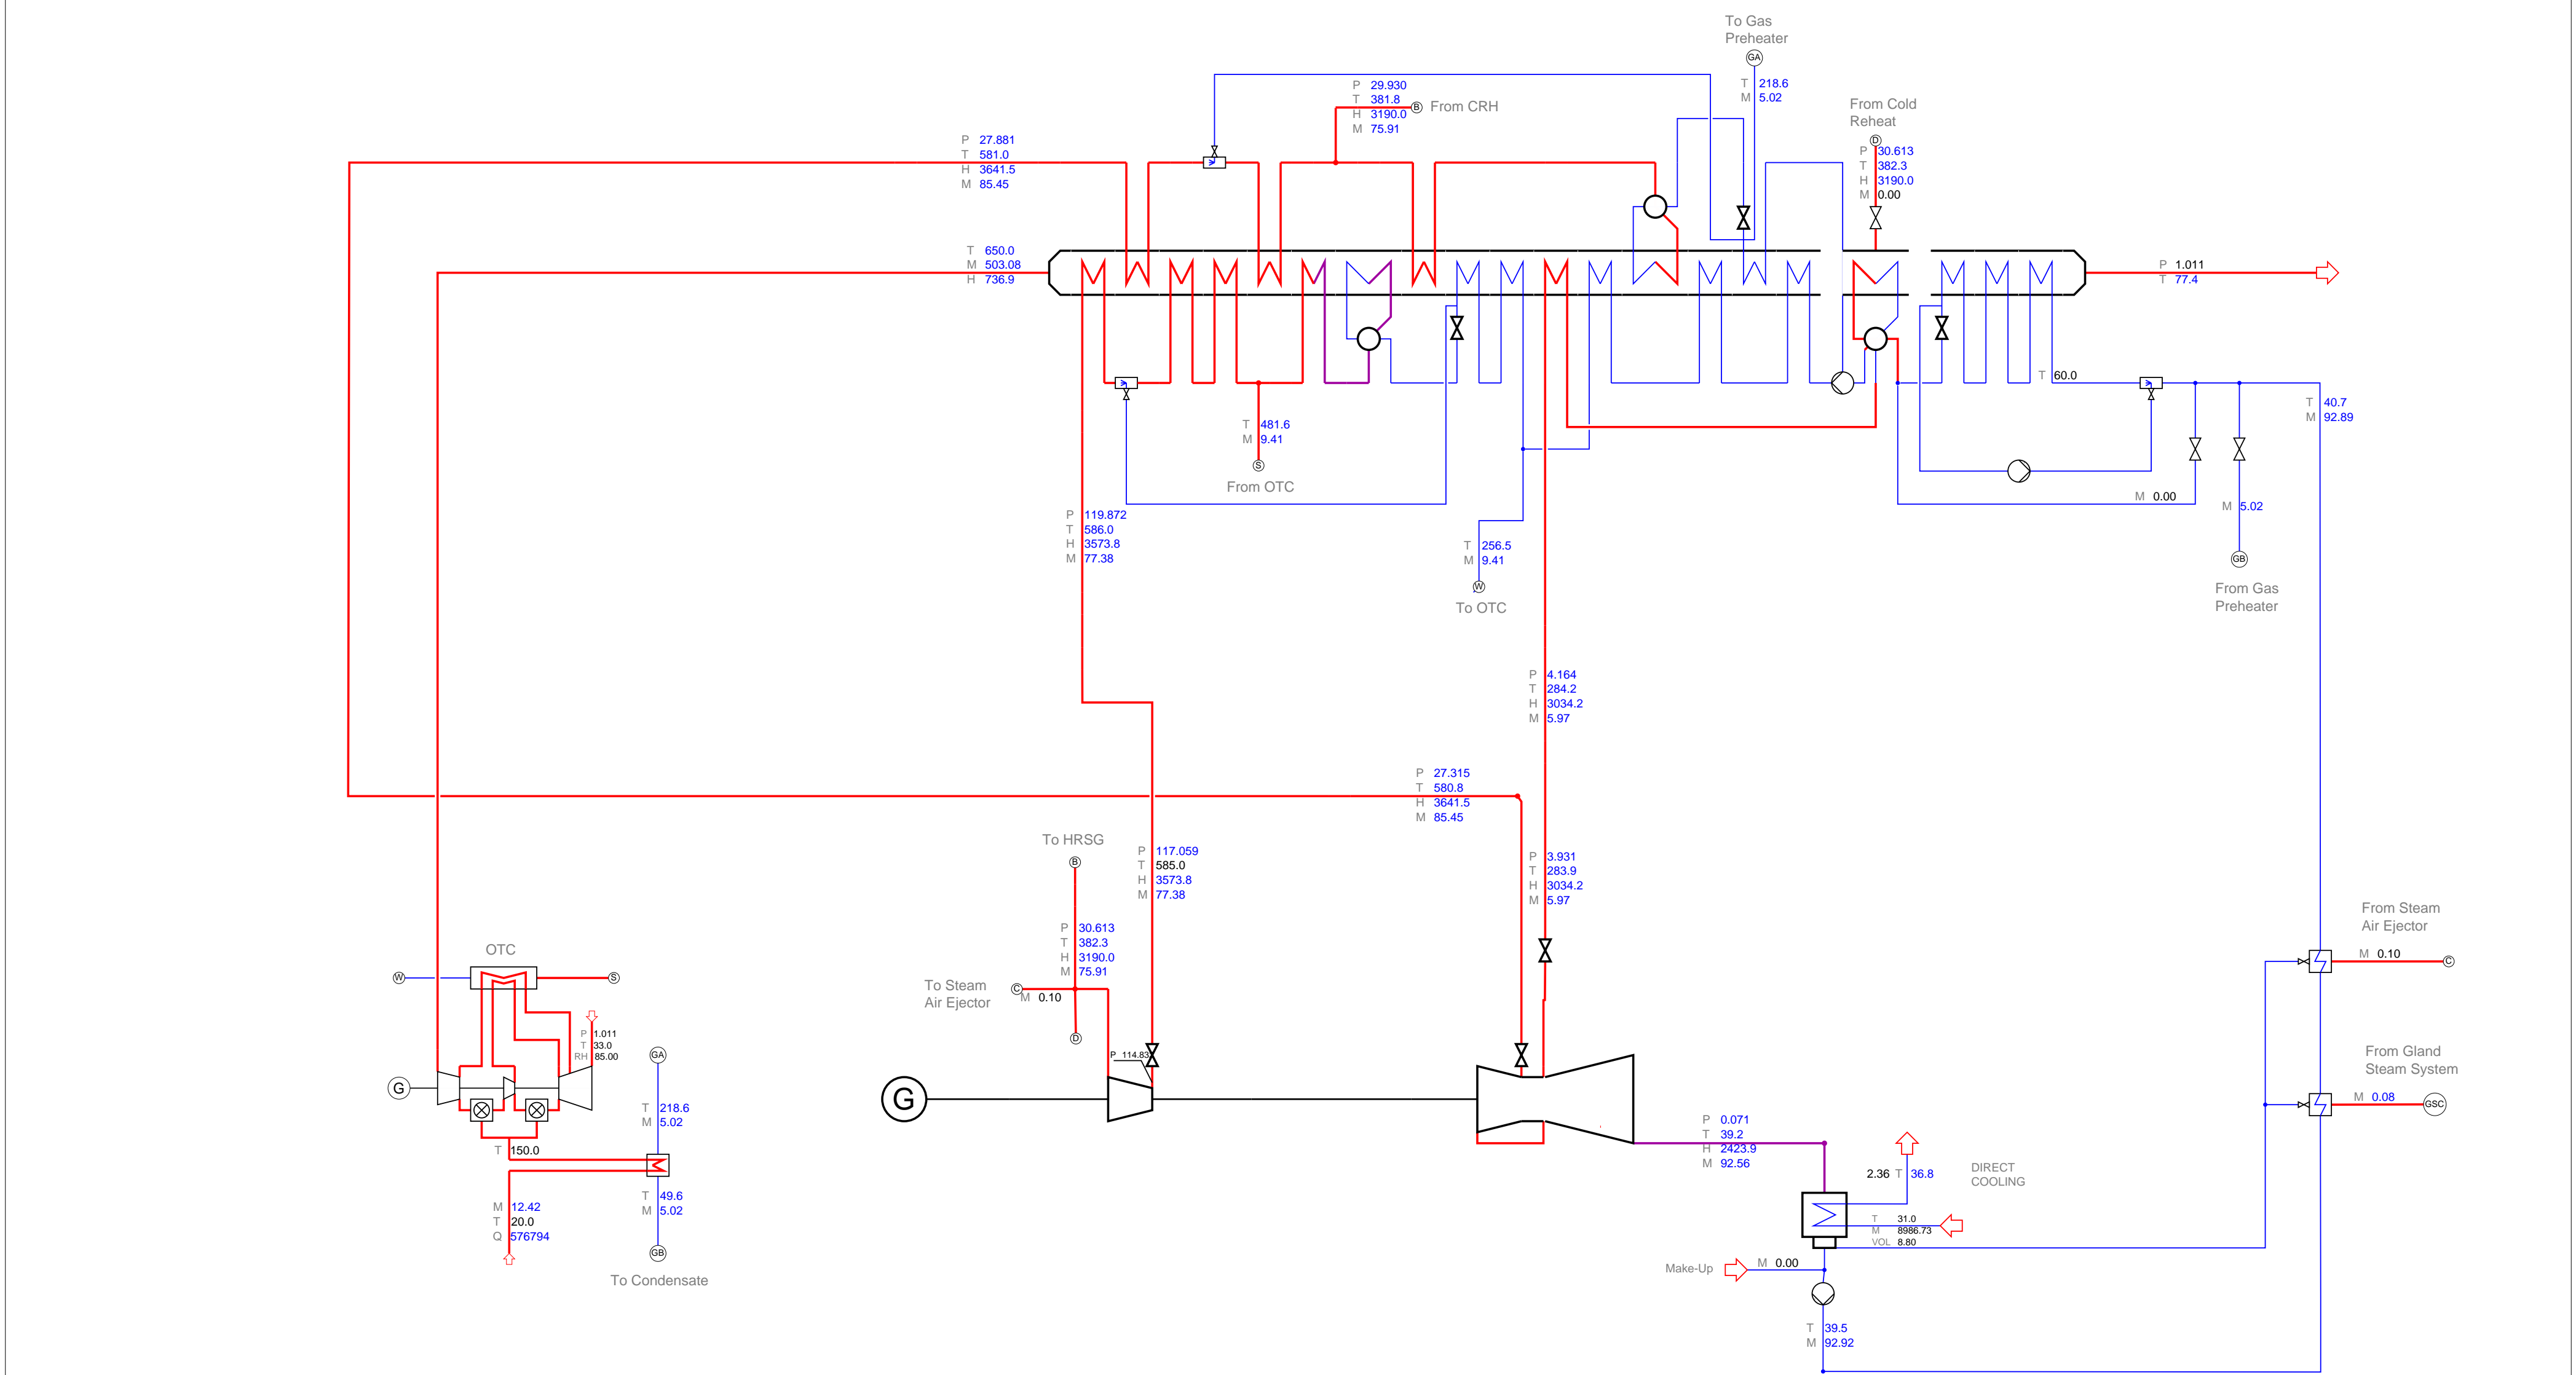 To Gas
Preheater
GA
T 218.6
M 5.02
P 29.930
T 381.8
H 3190.0
M 75.91
B From CRH
From Cold
Reheat
D
P 30.613
T 382.3
H 3190.0
M 0.00
P 27.881
T 581.0
H 3641.5
M 85.45
T 650.0
M 503.08
H 736.9
P 1.011
T 77.4
T 60.0
T 40.7
M 92.89
T 481.6
M 9.41
S
From OTC
M 0.00
M 5.02
GB
From Gas
Preheater
P 119.872
T 586.0
H 3573.8
M 77.38
T 256.5
M 9.41
W
To OTC
P 4.164
T 284.2
H 3034.2
M 5.97
P 27.315
T 580.8
H 3641.5
M 85.45
To HRSG
B
P 117.059
T 585.0
H 3573.8
M 77.38
P 3.931
T 283.9
H 3034.2
M 5.97
P 30.613
T 382.3
H 3190.0
M 75.91
To Steam
Air Ejector
C
M 0.10
D
P 114.83
From Steam
Air Ejector
M 0.10 C
From Gland
Steam System
M 0.08 GSC
OTC
W
S
P 1.011
T 33.0
RH 85.00
G
GA
T 218.6
M 5.02
T 150.0
M 12.42
T 20.0
Q 576794
T 49.6
M 5.02
GB
To Condensate
G
P 0.071
T 39.2
H 2423.9
M 92.56
2.36 T 36.8
DIRECT
COOLING
T 31.0
M 8986.73
VOL 8.80
Make-Up
M 0.00
T 39.5
M 92.92